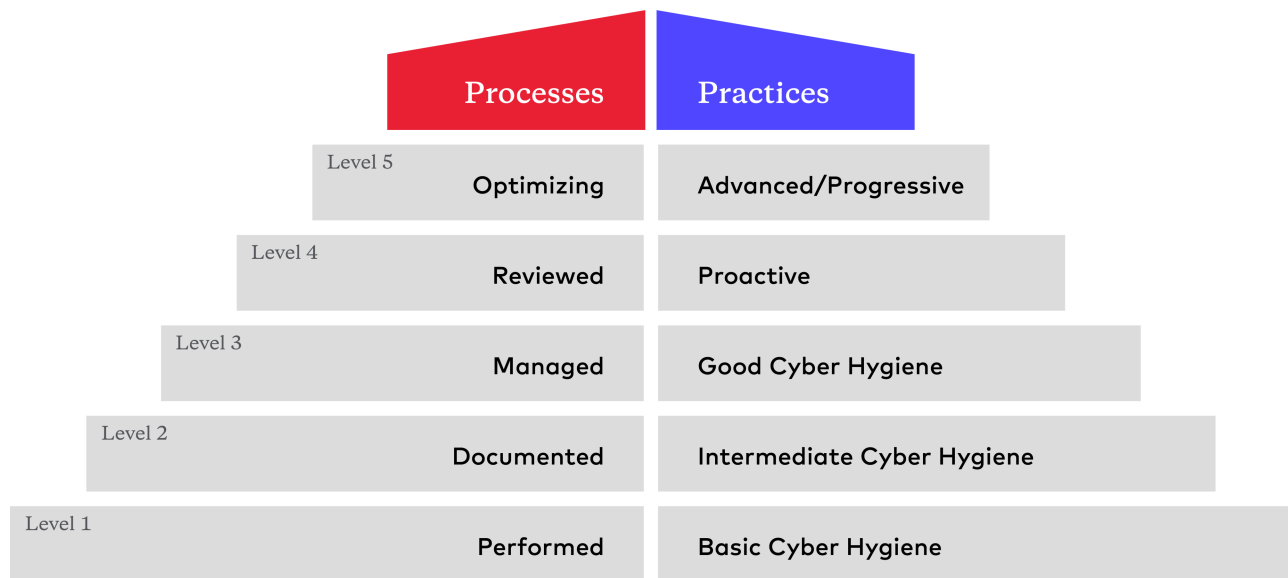 Processes Practices
Level 5
Optimizing Advanced/Progressive
Level 4
Reviewed Proactive
Level 3
Managed Good Cyber Hygiene
Level 2
Documented Intermediate Cyber Hygiene
Level 1
Performed Basic Cyber Hygiene